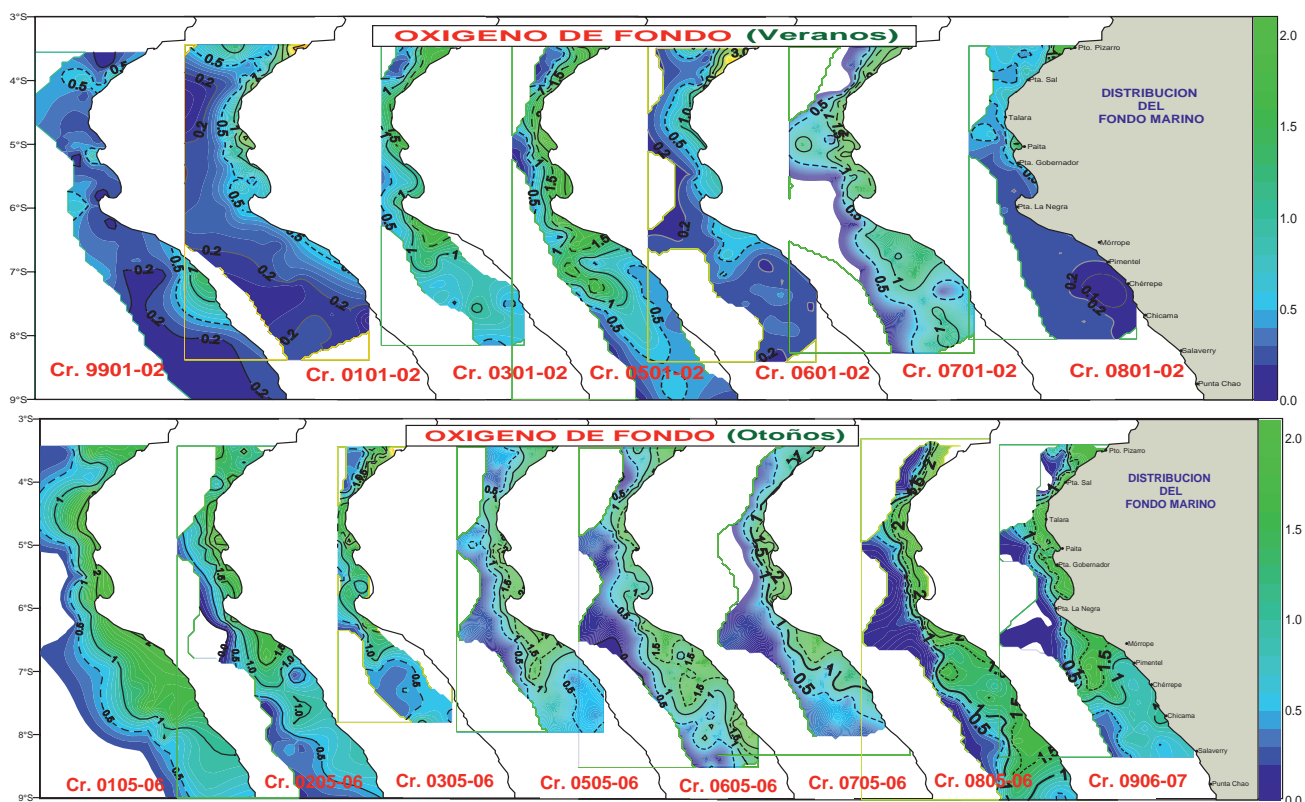 OXIGENO DE FONDO (Veranos)
3°S
4°S
5°S
6°S
7°S
8°S
9°S
DISTRIBUCION
DEL
FONDO MARINO
Pto. Pizarro
Pta. Sal
Talara
Paita
Pta. Gobernador
Pta. La Negra
Mórrope
Pimentel
Chérrepe
Chicama
Salaverry
Punta Chao
2.0
1.5
1.0
0.5
0.0
Cr. 9901-02
Cr. 0101-02
Cr. 0301-02
Cr. 0501-02
Cr. 0601-02
Cr. 0701-02
Cr. 0801-02
OXIGENO DE FONDO (Otoños)
3°S
4°S
5°S
6°S
7°S
8°S
9°S
DISTRIBUCION
DEL
FONDO MARINO
Pto. Pizarro
Pta. Sal
Talara
Paita
Pta. Gobernador
Pta. La Negra
Mórrope
Pimentel
Chérrepe
Chicama
Salaverry
Punta Chao
2.0
1.5
1.0
0.5
0.0
Cr. 0105-06
Cr. 0205-06
Cr. 0305-06
Cr. 0505-06
Cr. 0605-06
Cr. 0705-06
Cr. 0805-06
Cr. 0906-07